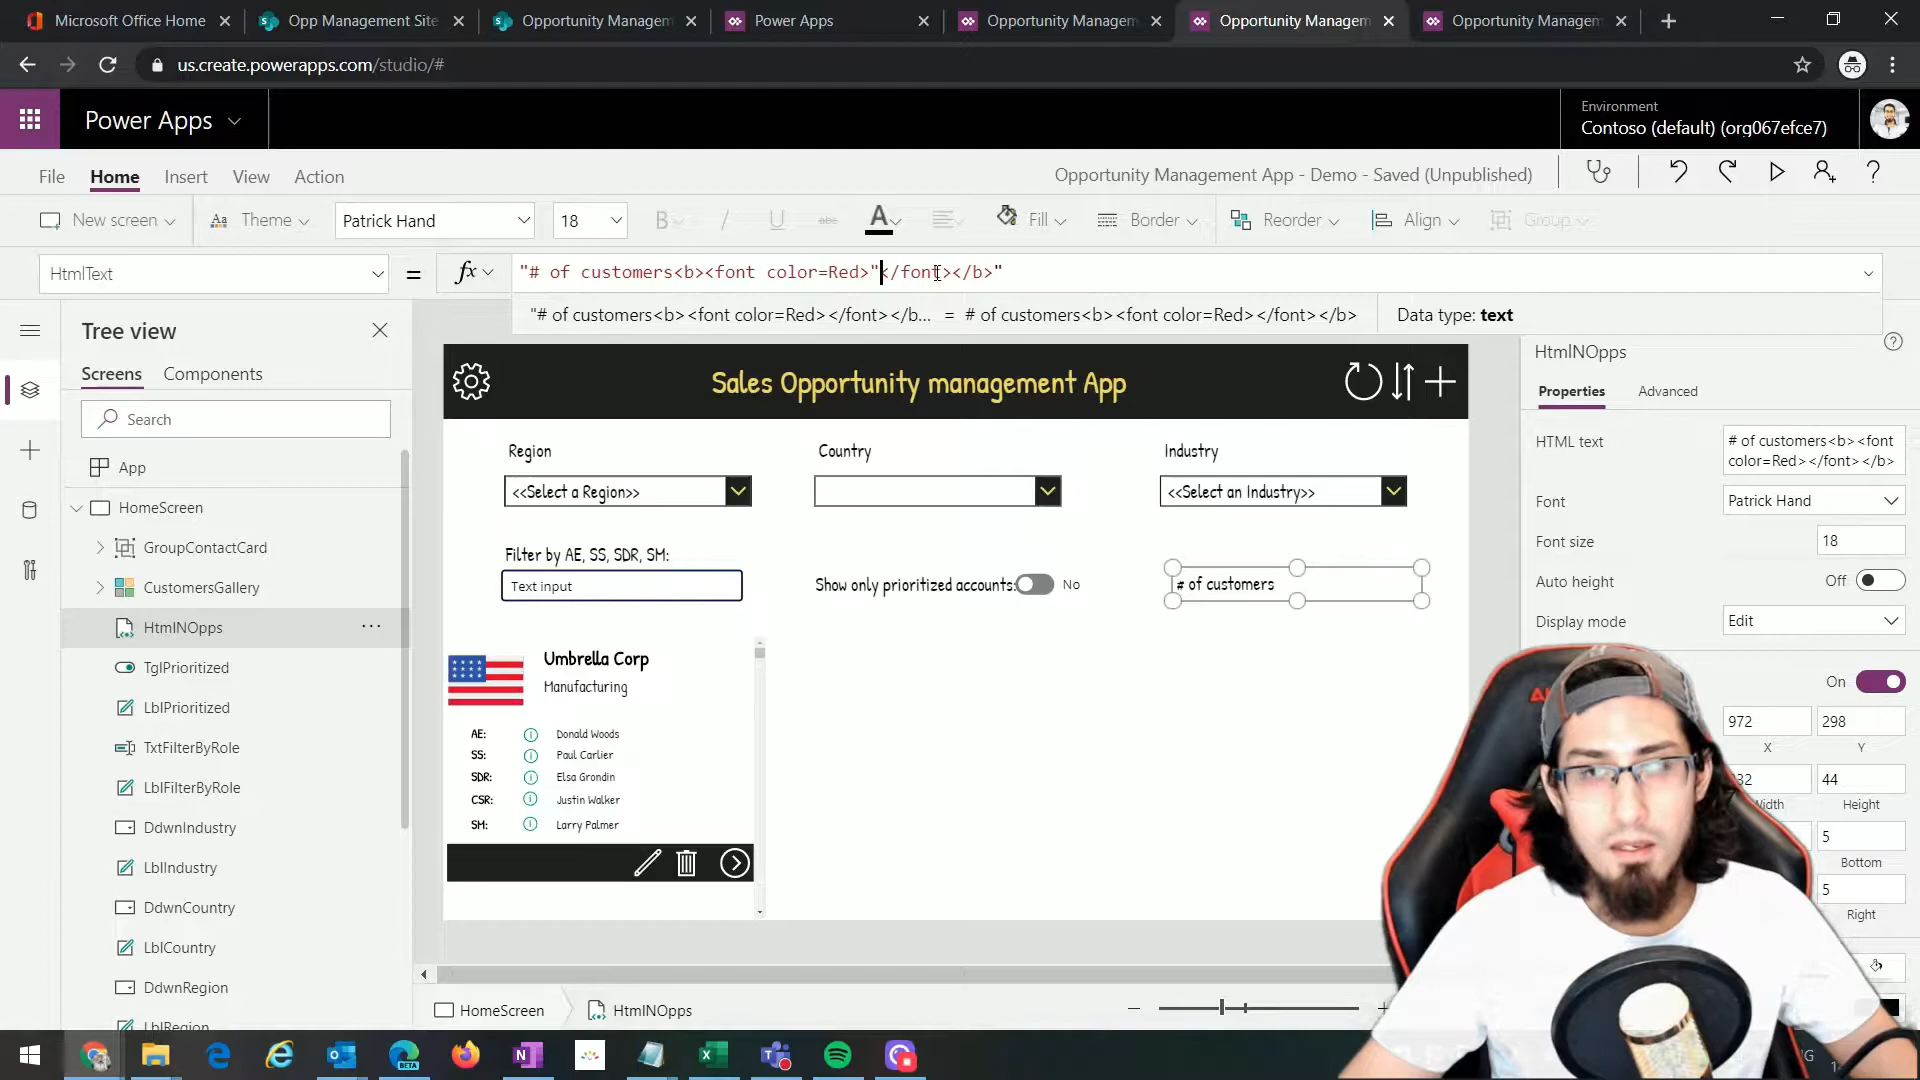 Microsoft Office Home
Opp Management Site
Opportunity Managem
Power Apps
Opportunity Managem
Opportunity Managem
Opportunity Managem
us.create.powerapps.com/studio/#
Power Apps
Environment
Contoso (default) (org067efce7)
File
Home
Insert
View
Action
Opportunity Management App - Demo - Saved (Unpublished)
New screen
Theme
Patrick Hand
18
B
U
abc
A
Fill
Border
Reorder
Align
Group
HtmlText
=
fx
"# of customers<b><font color=Red>"</font></b>"
"# of customers<b><font color=Red></font></b... = # of customers<b><font color=Red></font></b>
Data type: text
Tree view
Screens
Components
Search
App
HomeScreen
GroupContactCard
CustomersGallery
HtmlNOpps
TglPrioritized
LblPrioritized
TxtFilterByRole
LblFilterByRole
DdwnIndustry
LblIndustry
DdwnCountry
LblCountry
DdwnRegion
LblRegion
Sales Opportunity management App
Region
Country
Industry
<<Select a Region>>
<<Select an Industry>>
Filter by AE, SS, SDR, SM:
Text input
Show only prioritized accounts:
No
# of customers
Umbrella Corp
Manufacturing
AE:
Donald Woods
SS:
Paul Carlier
SDR:
Elsa Grondin
CSR:
Justin Walker
SM:
Larry Palmer
HtmlNOpps
Properties
Advanced
HTML text
# of customers<b><font
color=Red></font></b>
Font
Patrick Hand
Font size
18
Auto height
Off
Display mode
Edit
On
972
298
X
Y
44
Height
5
Bottom
5
Right
HomeScreen
HtmlNOpps
BETA